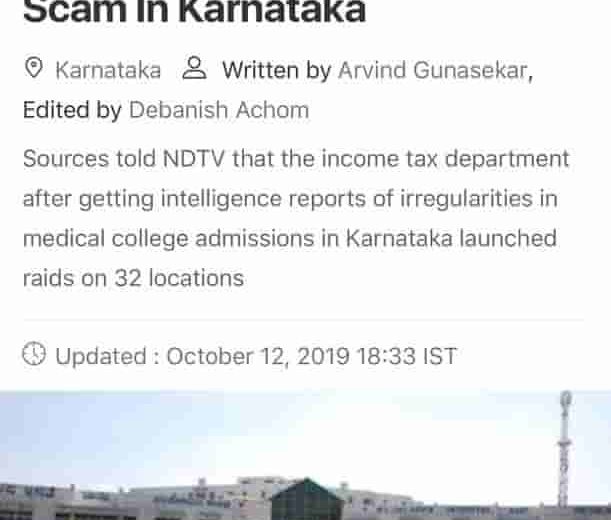 Scam In Karnataka
Karnataka Written by Arvind Gunasekar,
Edited by Debanish Achom
Sources told NDTV that the income tax department
after getting intelligence reports of irregularities in
medical college admissions in Karnataka launched
raids on 32 locations
Updated : October 12, 2019 18:33 IST